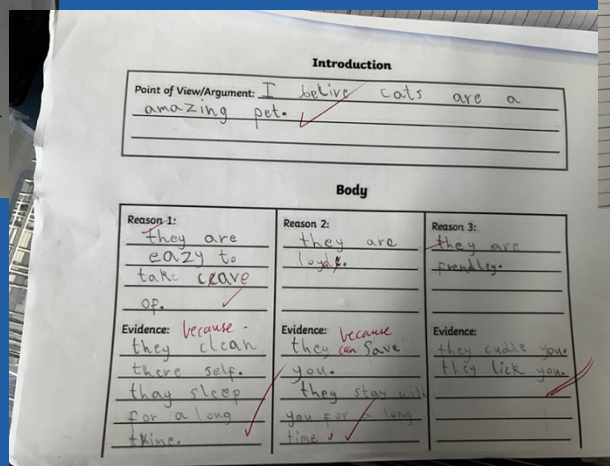 Introduction
Point of View/Argument: I belive cats are a
amazing pet.
Body
Reason 1:
they are
eazy to
take crave
of.
Evidence: because
they clean
there self.
thay sleep
for a long
tkine.
Reason 2:
they are
loyal.
Evidence: because
they can save
you.
they stay with
you for a long
time.
Reason 3:
they are
frendley.
Evidence:
they cudle you.
they lick you.